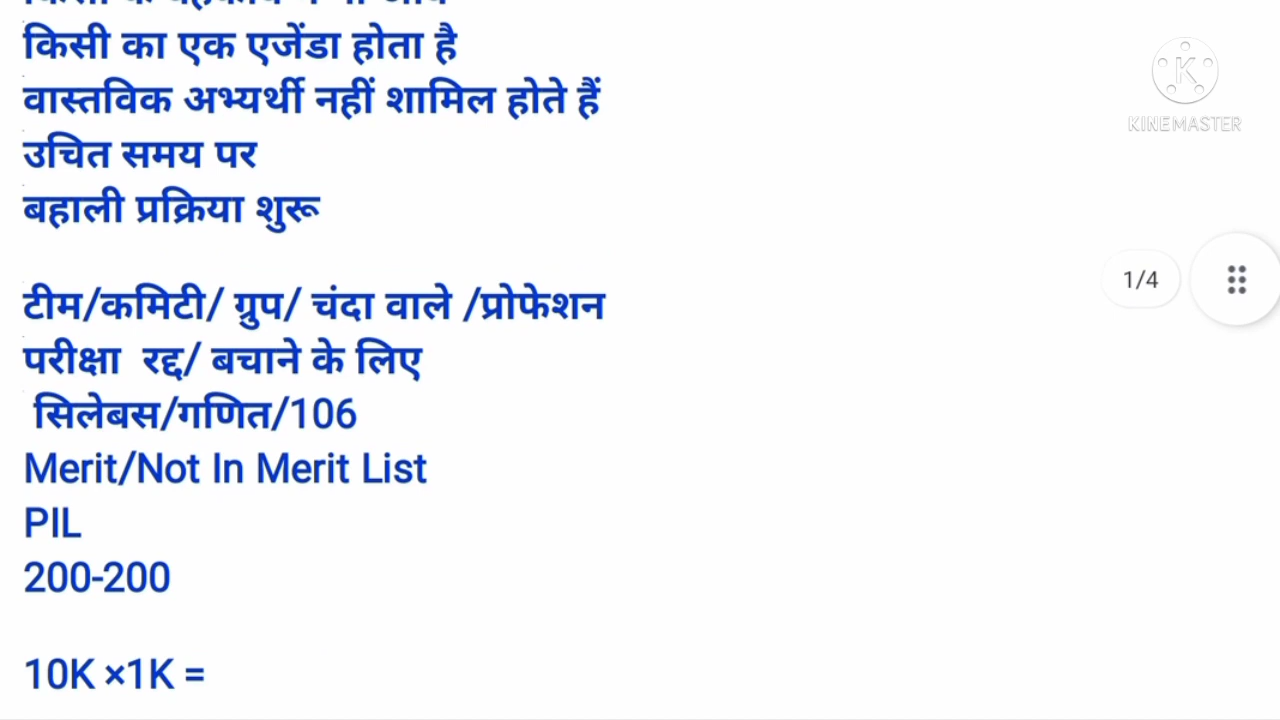 किसी का एक एजेंडा होता है
वास्तविक अभ्यर्थी नहीं शामिल होते हैं
उचित समय पर
बहाली प्रक्रिया शुरू
टीम/कमिटी/ ग्रुप/ चंदा वाले /प्रोफेशन
परीक्षा रद्द/ बचाने के लिए
सिलेबस/गणित/106
Merit/Not In Merit List
PIL
200-200
10K ×1K =
K
KINEMASTER
1/4